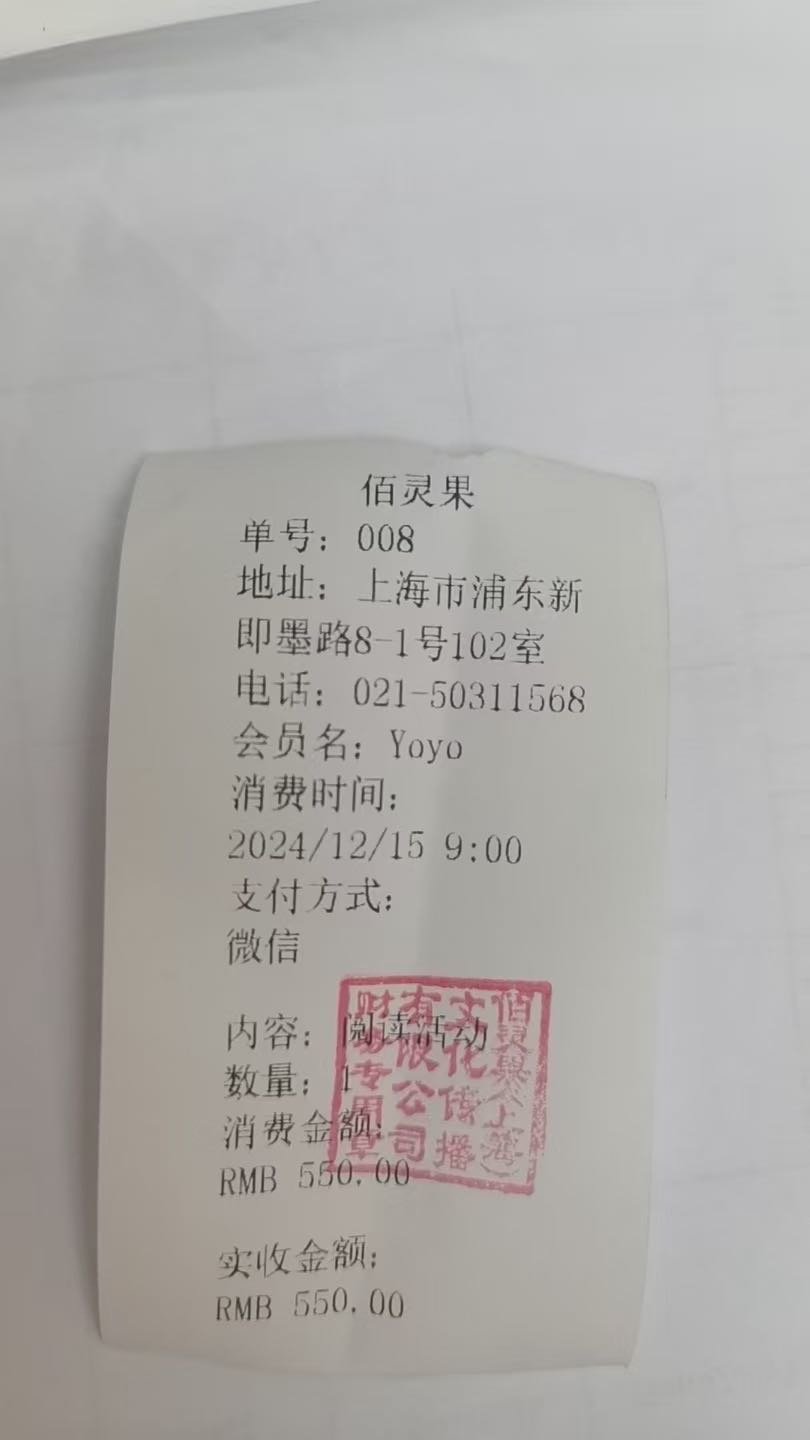 佰灵果
单号：008
地址：上海市浦东新
即墨路8-1号102室
电话：021-50311568
会员名：Yoyo
消费时间：
2024/12/15 9:00
支付方式：
微信
内容：阅读活动
数量：1
消费金额：
RMB 550.00
实收金额：
RMB 550.00
佰灵果（上海）
文化传播
有限公司
财务专用章